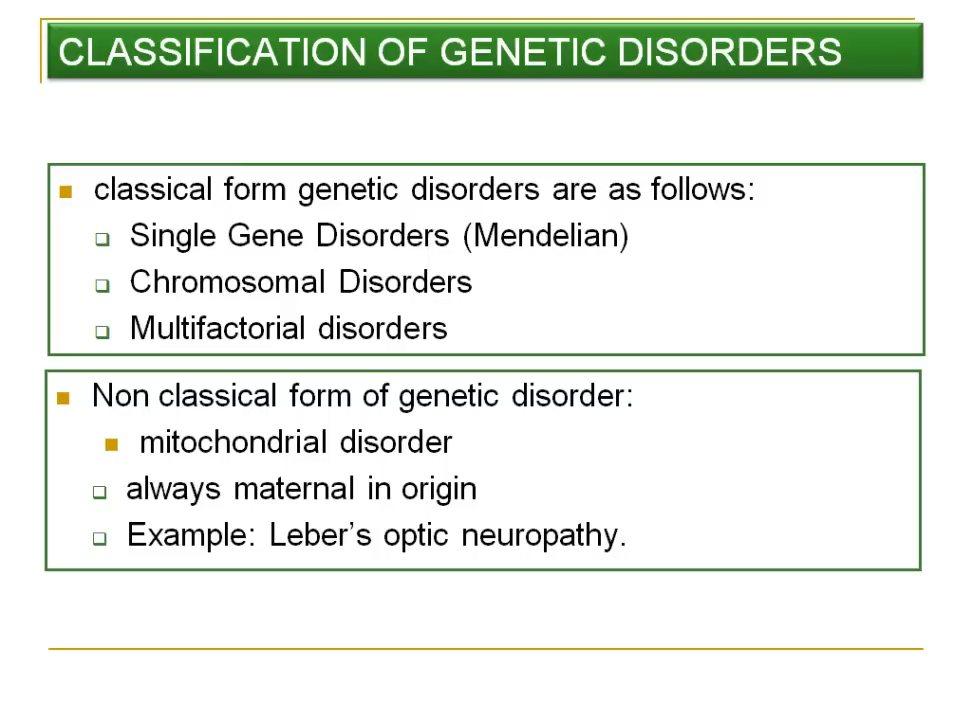 CLASSIFICATION OF GENETIC DISORDERS
classical form genetic disorders are as follows:
Single Gene Disorders (Mendelian)
Chromosomal Disorders
Multifactorial disorders
Non classical form of genetic disorder:
mitochondrial disorder
always maternal in origin
Example: Leber’s optic neuropathy.